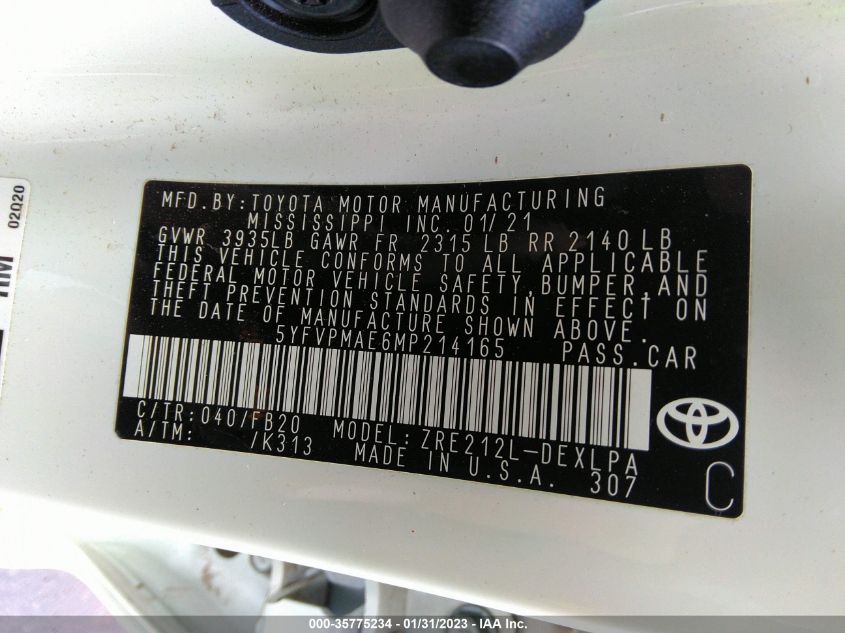 MFD.BY:TOYOTA MOTOR MANUFACTURING
MISSISSIPPI INC. 01/21
GVWR 3935LB GAWR FR 2315 LB RR 2140 LB
THIS VEHICLE CONFORMS TO ALL APPLICABLE
FEDERAL MOTOR VEHICLE SAFETY,BUMPER,AND
THEFT PREVENTION STANDARDS IN EFFECT ON
THE DATE OF MANUFACTURE SHOWN ABOVE.
5YFVPMAE6MP214165 PASS.CAR
C/TR:040/FB20 MODEL:ZRE212L-DEXLPA
A/TM: /K313 MADE IN U.S.A. 307
C
02020
000-35775234 - 01/31/2023 - © IAA Inc.